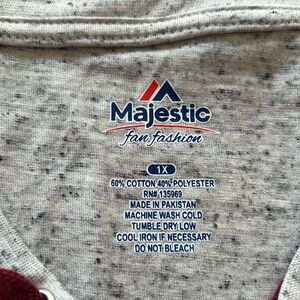 Majestic
fan fashion
1X
60% COTTON 40% POLYESTER
RN# 135969
MADE IN PAKISTAN
MACHINE WASH COLD
TUMBLE DRY LOW
COOL IRON IF NECESSARY
DO NOT BLEACH